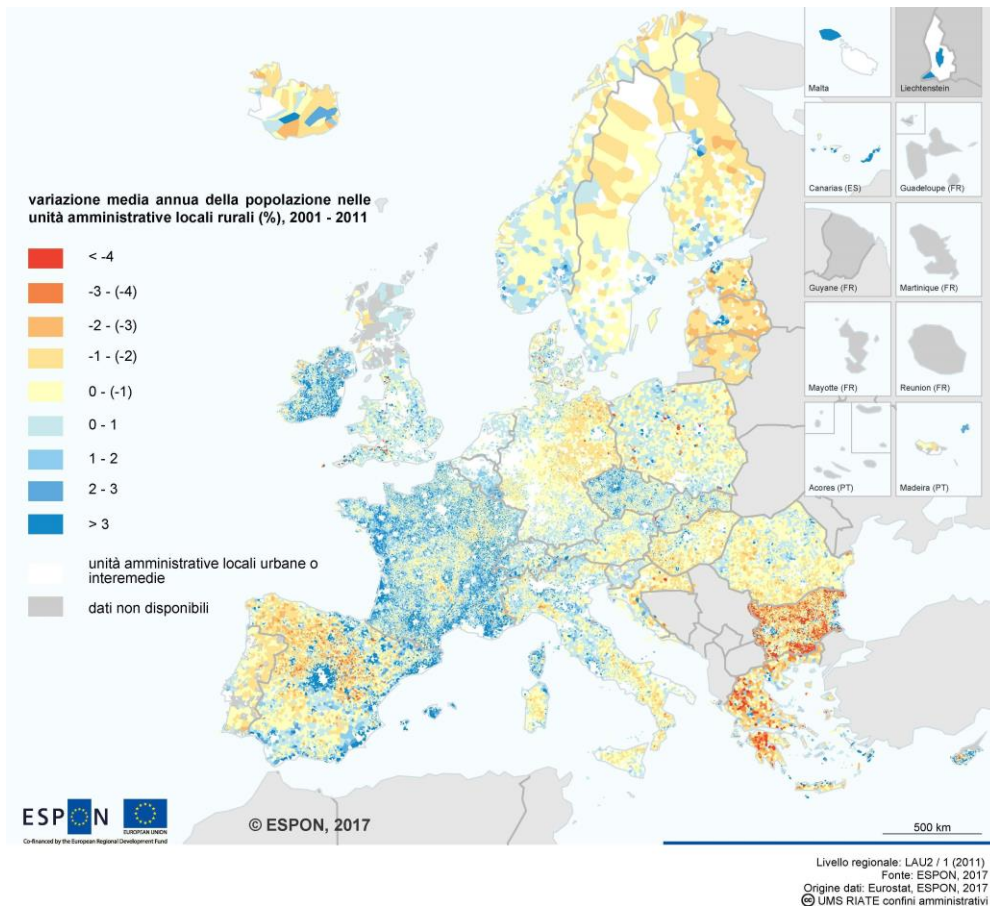 Malta
Liechtenstein
Canarias (ES)
Guadeloupe (FR)
Guyane (FR)
Martinique (FR)
Mayotte (FR)
Reunion (FR)
Acores (PT)
Madeira (PT)
variazione media annua della popolazione nelle
unità amministrative locali rurali (%), 2001 - 2011
< -4
-3 - (-4)
-2 - (-3)
-1 - (-2)
0 - (-1)
0 - 1
1 - 2
2 - 3
> 3
unità amministrative locali urbane o
interemedie
dati non disponibili
ESPON
EUROPEAN UNION
Co-financed by the European Regional Development Fund
© ESPON, 2017
500 km
Livello regionale: LAU2 / 1 (2011)
Fonte: ESPON, 2017
Origine dati: Eurostat, ESPON, 2017
UMS RIATE confini amministrativi